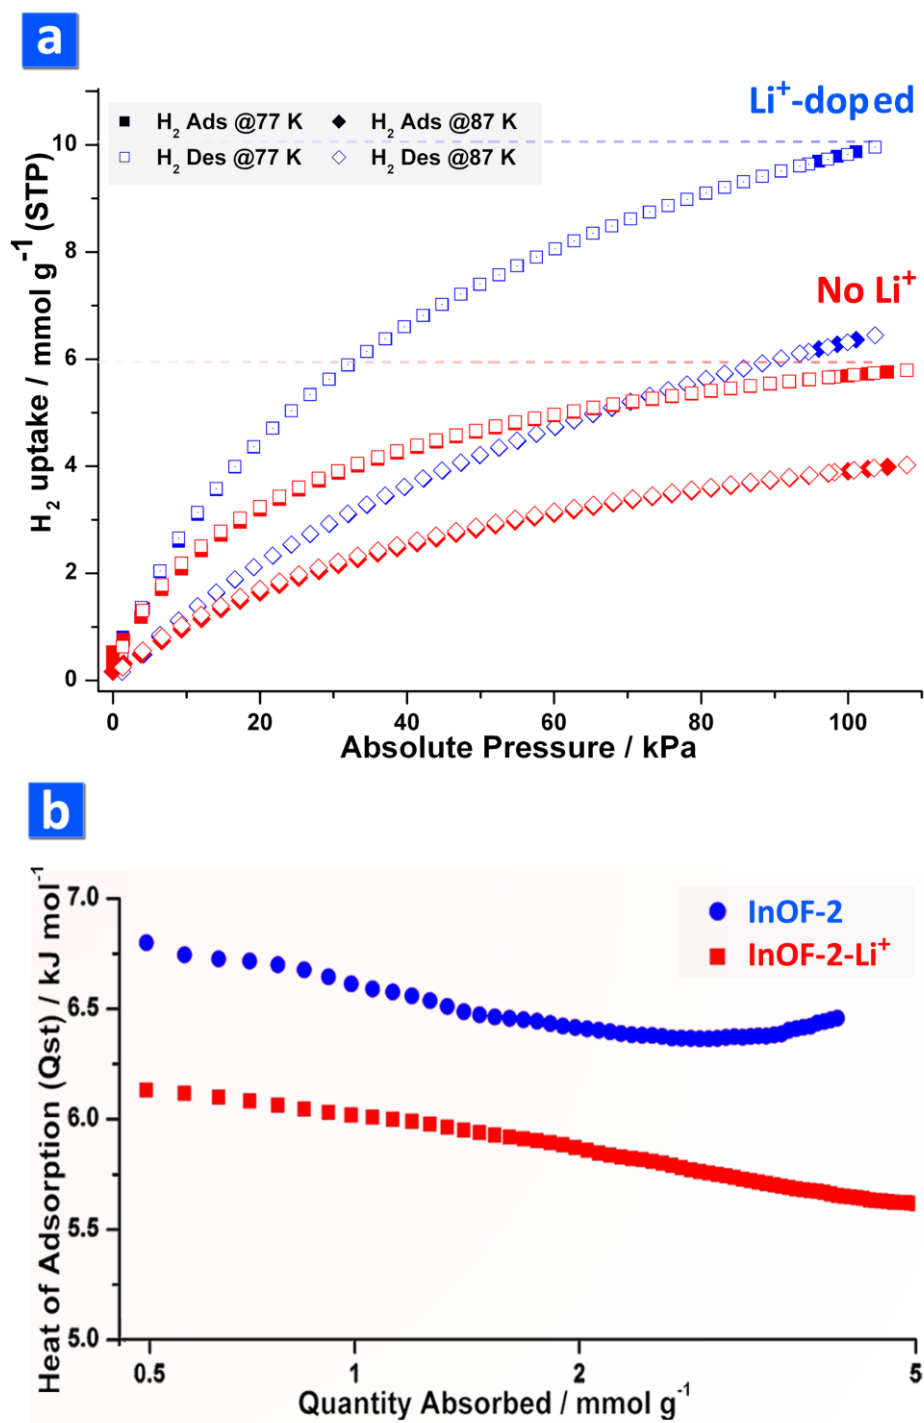 a
Li⁺-doped
H₂ Ads @77 K H₂ Ads @87 K
H₂ Des @77 K H₂ Des @87 K
No Li⁺
H₂ uptake / mmol g⁻¹ (STP)
10
8
6
4
2
0
0 20 40 60 80 100
Absolute Pressure / kPa
b
InOF-2
InOF-2-Li⁺
Heat of Adsorption (Qst) / kJ mol⁻¹
7.0
6.5
6.0
5.5
5.0
0.5 1 2 5
Quantity Absorbed / mmol g⁻¹